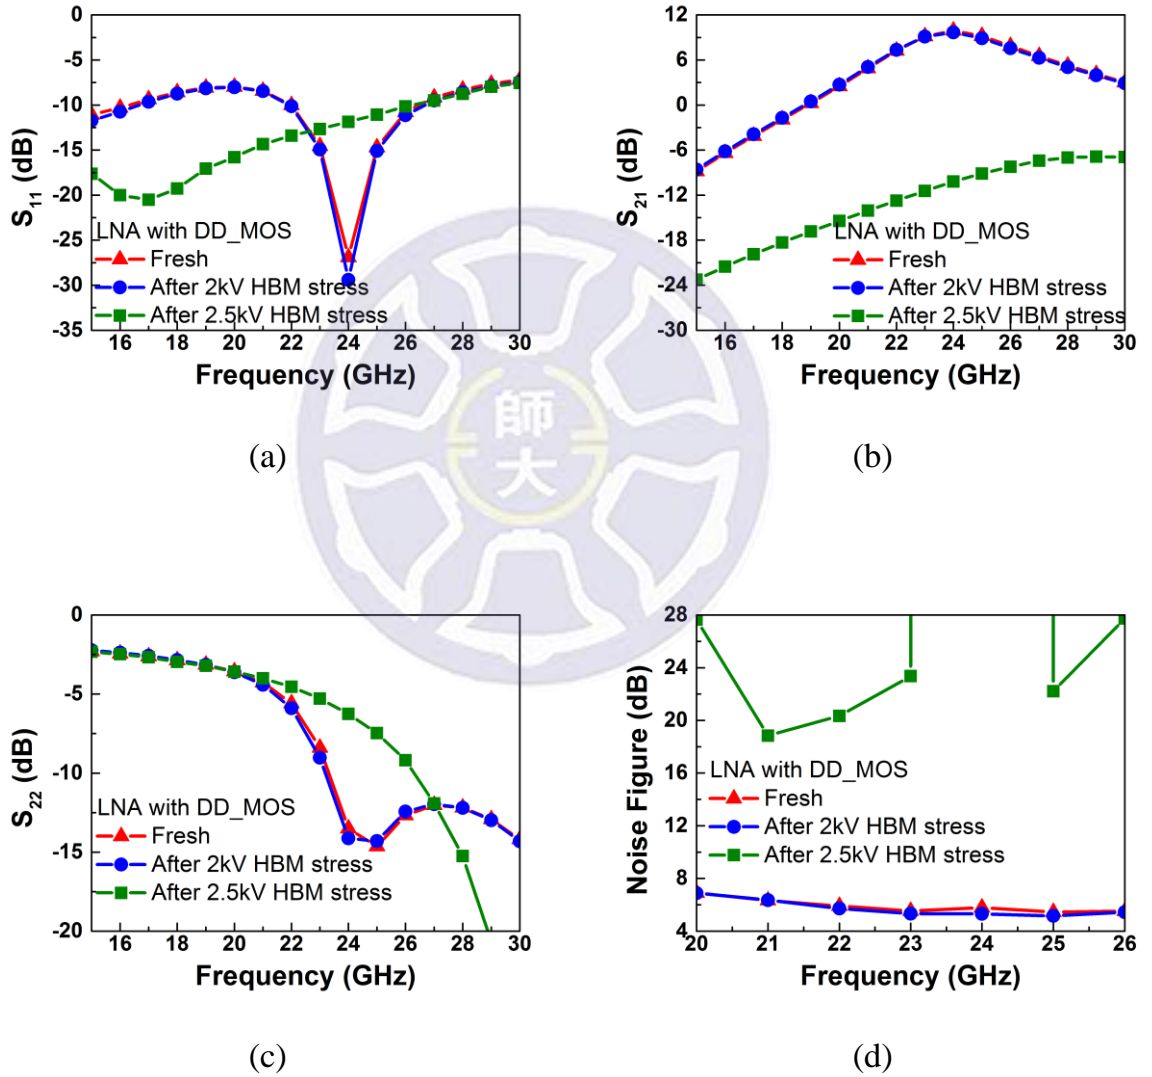 0
-5
-10
-15
-20
-25
-30
-35
S11 (dB)
LNA with DD_MOS
Fresh
After 2kV HBM stress
After 2.5kV HBM stress
16 18 20 22 24 26 28 30
Frequency (GHz)
(a)
12
6
0
-6
-12
-18
-24
-30
S21 (dB)
LNA with DD_MOS
Fresh
After 2kV HBM stress
After 2.5kV HBM stress
16 18 20 22 24 26 28 30
Frequency (GHz)
(b)
師
大
0
-5
-10
-15
-20
S22 (dB)
LNA with DD_MOS
Fresh
After 2kV HBM stress
After 2.5kV HBM stress
16 18 20 22 24 26 28 30
Frequency (GHz)
(c)
28
24
20
16
12
8
4
Noise Figure (dB)
LNA with DD_MOS
Fresh
After 2kV HBM stress
After 2.5kV HBM stress
20 21 22 23 24 25 26
Frequency (GHz)
(d)